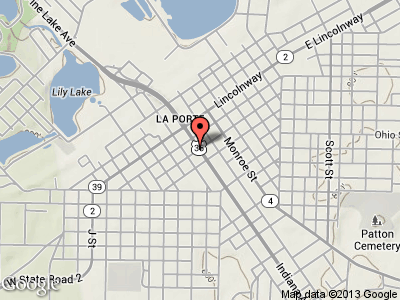 ine Lake Ave
E Lincolnway
2
Lily Lake
Lincolnway
LA PORTE
Ohio S
35
Monroe St
Scott St
39
2
4
J St
Patton
Cemetery
W State Road 2
Indiana
Google
Map data ©2013 Google